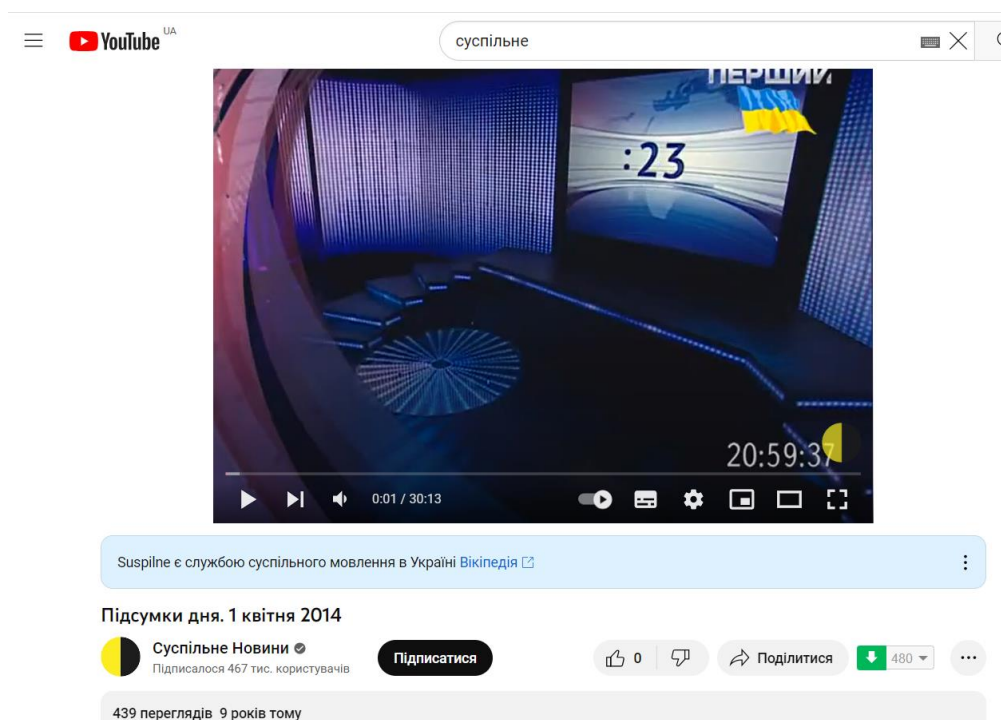 YouTube UA
суспільне
ПЕРШИЙ
:23
20:59:37
0:01 / 30:13
Suspilne є службою суспільного мовлення в Україні Вікіпедія
Підсумки дня. 1 квітня 2014
Суспільне Новини
Підписалося 467 тис. користувачів
Підписатися
0
Поділитися
480
439 переглядів 9 років тому